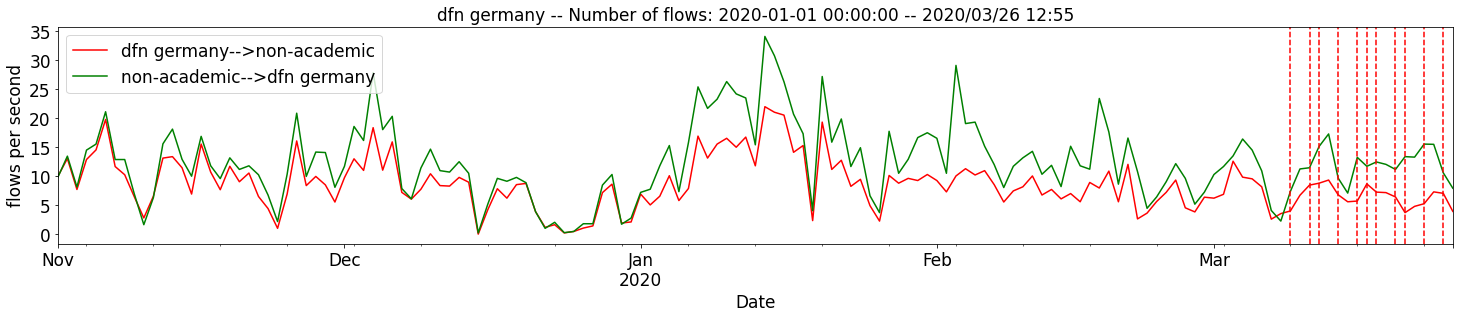 dfn germany -- Number of flows: 2020-01-01 00:00:00 -- 2020/03/26 12:55
35
30
25
20
15
10
5
0
flows per second
dfn germany-->non-academic
non-academic-->dfn germany
Nov
Dec
Jan
2020
Feb
Mar
Date